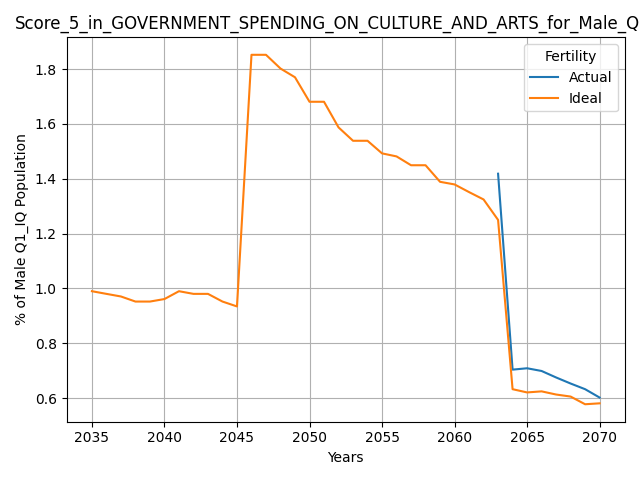 Score_5_in_GOVERNMENT_SPENDING_ON_CULTURE_AND_ARTS_for_Male_Q
Fertility
Actual
Ideal
% of Male Q1_IQ Population
1.8
1.6
1.4
1.2
1.0
0.8
0.6
2035 2040 2045 2050 2055 2060 2065 2070
Years